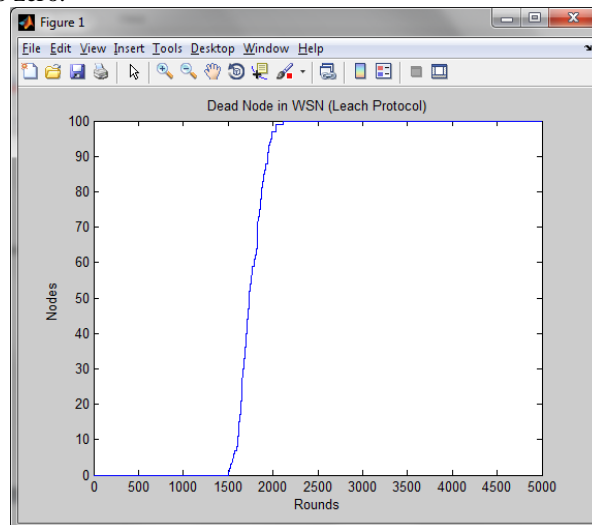 zero.
Figure 1
File Edit View Insert Tools Desktop Window Help
Dead Node in WSN (Leach Protocol)
100
90
80
70
60
50
40
30
20
10
0
Nodes
0 500 1000 1500 2000 2500 3000 3500 4000 4500 5000
Rounds